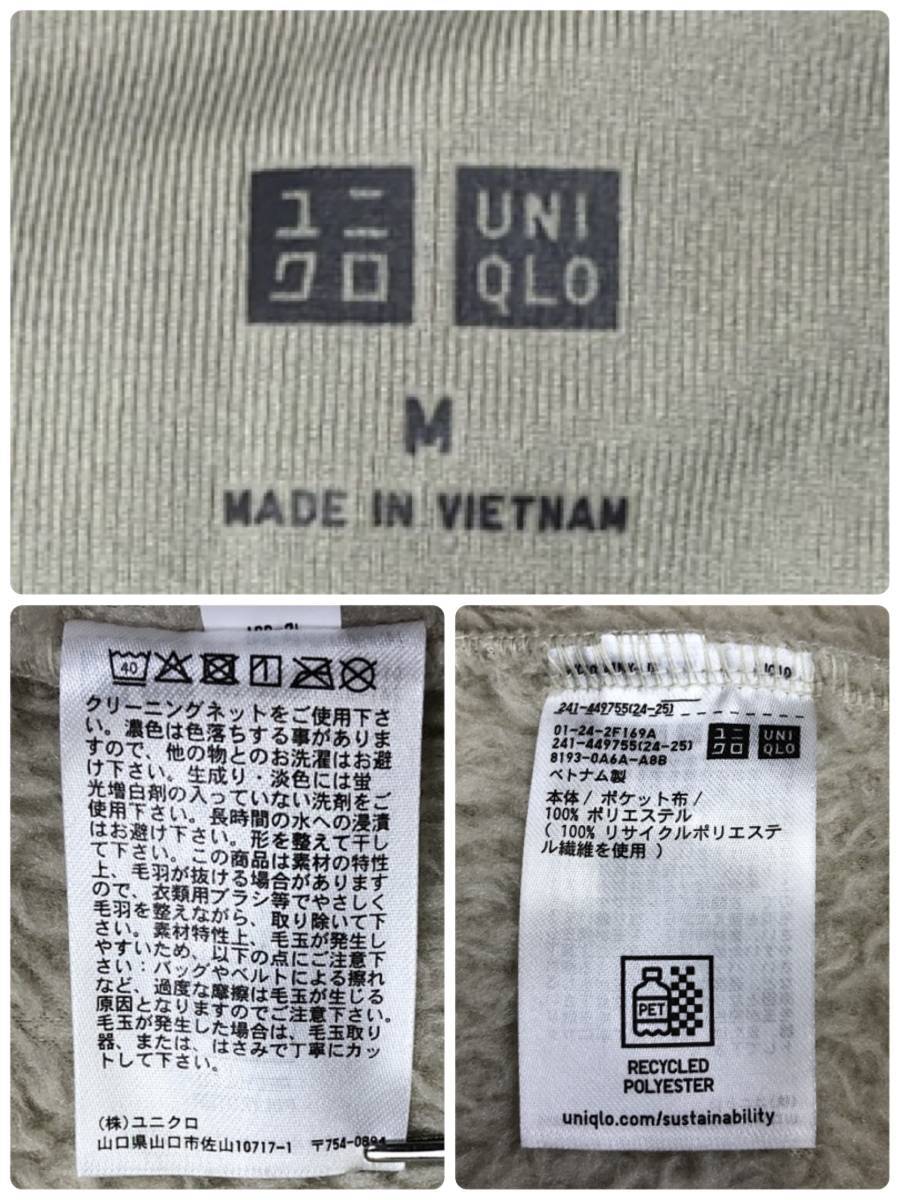 ユニ
クロ
UNI
QLO
M
MADE IN VIETNAM
40
クリーニングネットをご使用下さ
い。濃色は色落ちする事がありま
すので、他の物とのお洗濯はお避
け下さい。生成り・淡色には蛍
光増白剤の入っていない洗剤をご
使用下さい。長時間の水への浸漬
はお避け下さい。形を整えて干し
て下さい。この商品は素材の特性
上、毛羽が抜ける場合があります
ので、衣類用ブラシ等でやさしく
毛羽を整えながら、取り除いて下
さい。素材特性上、毛玉が発生し
やすいため、以下の点にご注意下
さい：バッグやベルトによる擦れ
など、過度な摩擦は毛玉が生じる
原因となりますのでご注意下さい。
毛玉が発生した場合は、毛玉取り
器、または、はさみで丁寧にカッ
トして下さい。
(株)ユニクロ
山口県山口市佐山10717-1 〒754-0894
241-449755(24-25)
01-24-2F169A
241-449755(24-25)
8193-0A6A-A8B
ユニ
クロ
UNI
QLO
ベトナム製
本体/ ポケット布/
100% ポリエステル
( 100% リサイクルポリエステ
ル繊維を使用 )
PET
RECYCLED
POLYESTER
uniqlo.com/sustainability